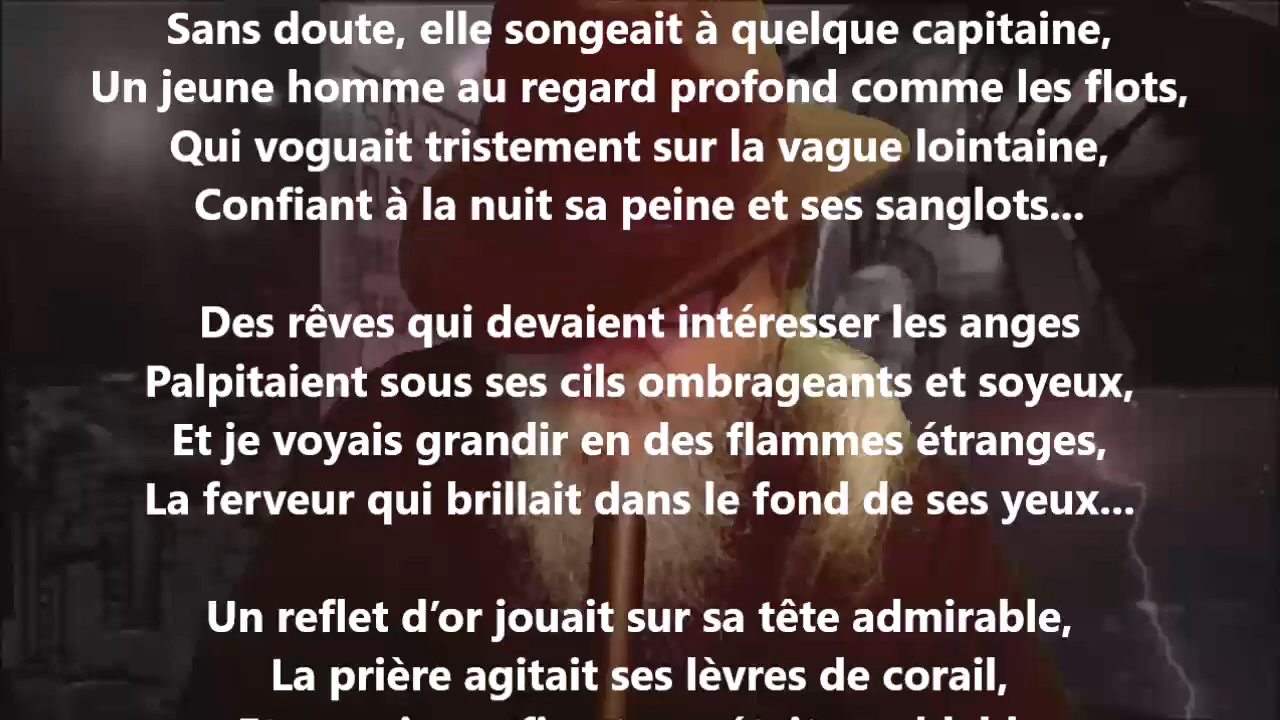 Sans doute, elle songeait à quelque capitaine,
Un jeune homme au regard profond comme les flots,
Qui voguait tristement sur la vague lointaine,
Confiant à la nuit sa peine et ses sanglots...
Des rêves qui devaient intéresser les anges
Palpitaient sous ses cils ombrageants et soyeux,
Et je voyais grandir en des flammes étranges,
La ferveur qui brillait dans le fond de ses yeux...
Un reflet d’or jouait sur sa tête admirable,
La prière agitait ses lèvres de corail,